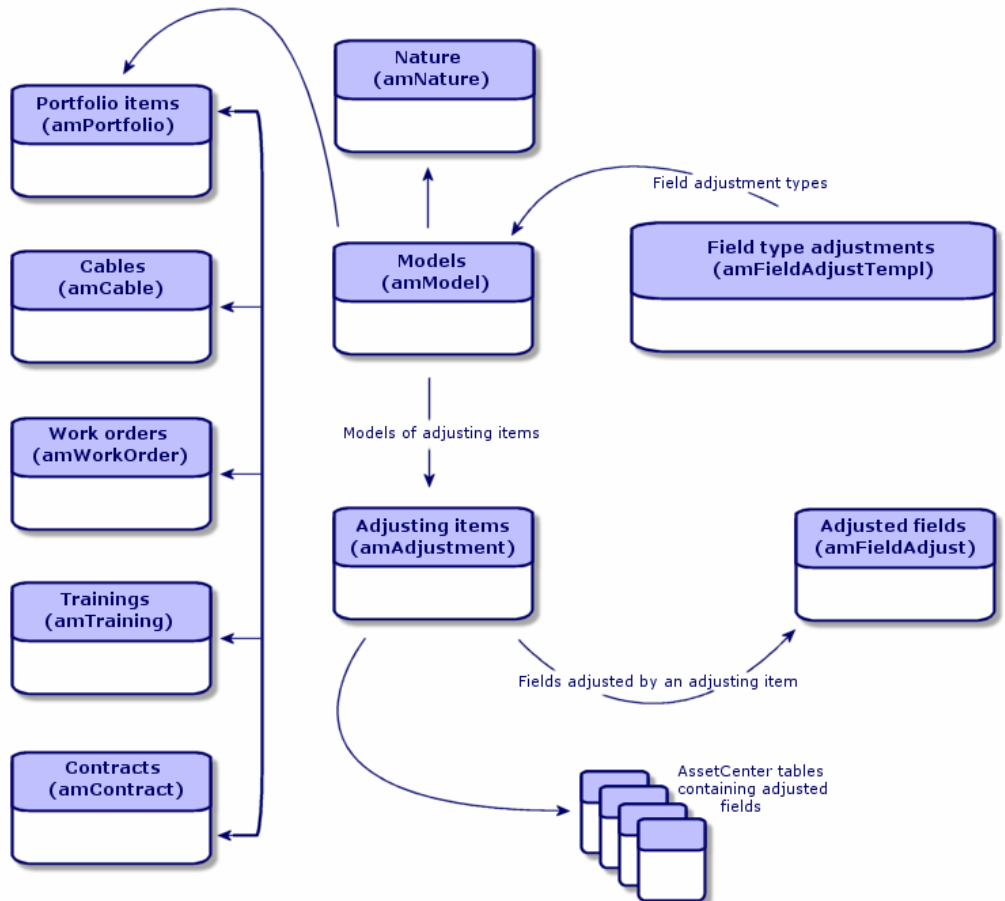 Nature
(amNature)
Portfolio items
(amPortfolio)
Field adjustment types
Field type adjustments
(amFieldAdjustTempl)
Models
(amModel)
Cables
(amCable)
Models of adjusting items
Work orders
(amWorkOrder)
Adjusting items
(amAdjustment)
Adjusted fields
(amFieldAdjust)
Trainings
(amTraining)
Fields adjusted by an adjusting item
Contracts
(amContract)
AssetCenter tables
containing adjusted
fields